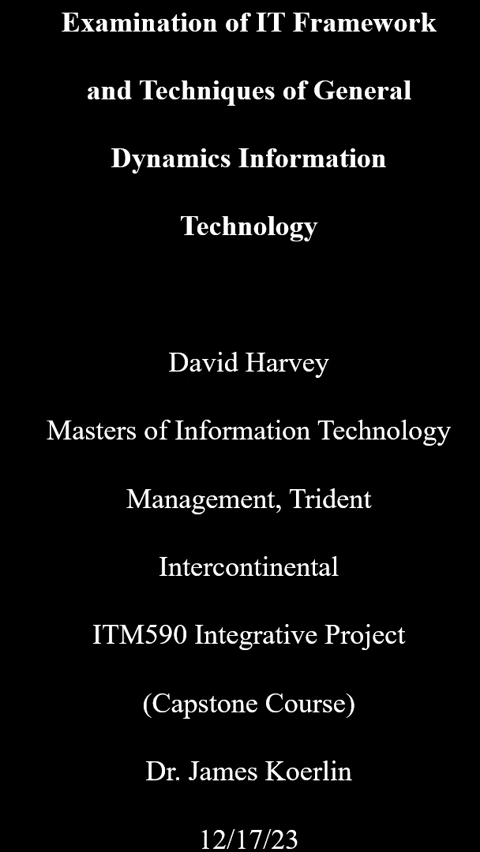 Examination of IT Framework
and Techniques of General
Dynamics Information
Technology
David Harvey
Masters of Information Technology
Management, Trident
Intercontinental
ITM590 Integrative Project
(Capstone Course)
Dr. James Koerlin
12/17/23